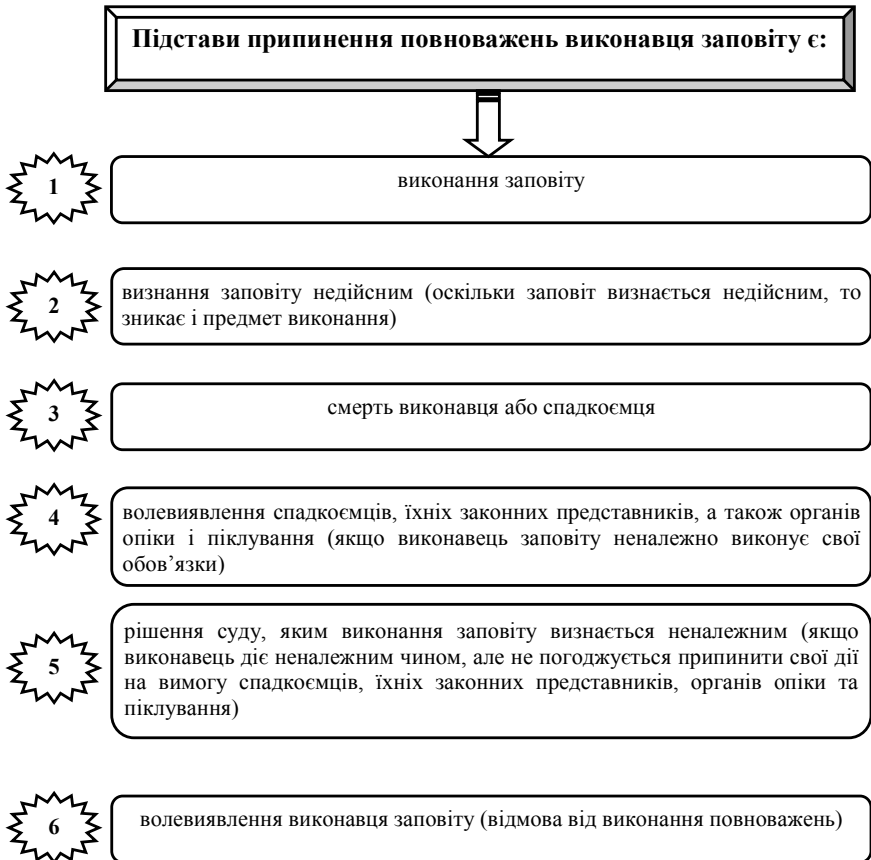 Підстави припинення повноважень виконавця заповіту є:
1
виконання заповіту
2
визнання заповіту недійсним (оскільки заповіт визнається недійсним, то
зникає і предмет виконання)
3
смерть виконавця або спадкоємця
4
волевиявлення спадкоємців, їхніх законних представників, а також органів
опіки і піклування (якщо виконавець заповіту неналежно виконує свої
обов’язки)
5
рішення суду, яким виконання заповіту визнається неналежним (якщо
виконавець діє неналежним чином, але не погоджується припинити свої дії
на вимогу спадкоємців, їхніх законних представників, органів опіки та
піклування)
6
волевиявлення виконавця заповіту (відмова від виконання повноважень)